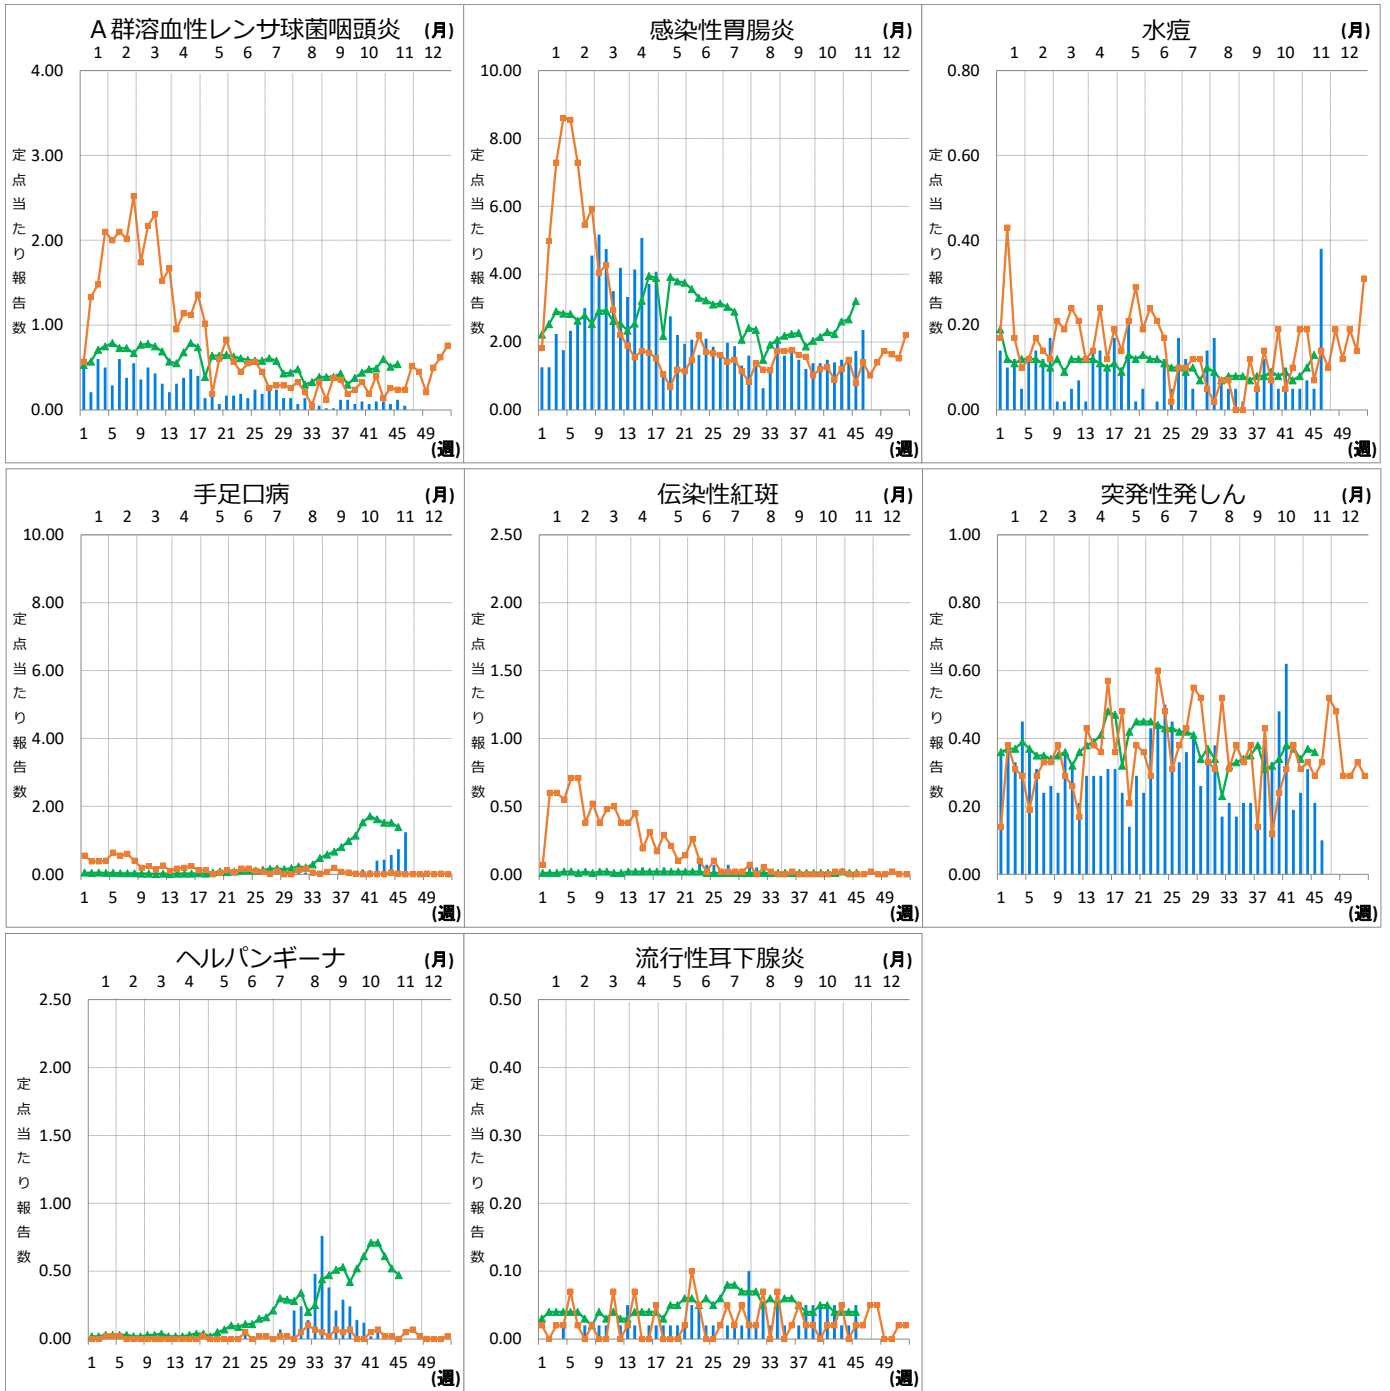 A群溶血性レンサ球菌咽頭炎 (月)
1 2 3 4 5 6 7 8 9 10 11 12
4.00
3.00
2.00
1.00
0.00
定点当たり報告数
1 5 9 13 17 21 25 29 33 37 41 45 49
(週)
感染性胃腸炎 (月)
1 2 3 4 5 6 7 8 9 10 11 12
10.00
8.00
6.00
4.00
2.00
0.00
定点当たり報告数
1 5 9 13 17 21 25 29 33 37 41 45 49
(週)
水痘 (月)
1 2 3 4 5 6 7 8 9 10 11 12
0.80
0.60
0.40
0.20
0.00
定点当たり報告数
1 5 9 13 17 21 25 29 33 37 41 45 49
(週)
手足口病 (月)
1 2 3 4 5 6 7 8 9 10 11 12
10.00
8.00
6.00
4.00
2.00
0.00
定点当たり報告数
1 5 9 13 17 21 25 29 33 37 41 45 49
(週)
伝染性紅斑 (月)
1 2 3 4 5 6 7 8 9 10 11 12
2.50
2.00
1.50
1.00
0.50
0.00
定点当たり報告数
1 5 9 13 17 21 25 29 33 37 41 45 49
(週)
突発性発しん (月)
1 2 3 4 5 6 7 8 9 10 11 12
1.00
0.80
0.60
0.40
0.20
0.00
定点当たり報告数
1 5 9 13 17 21 25 29 33 37 41 45 49
(週)
ヘルパンギーナ (月)
1 2 3 4 5 6 7 8 9 10 11 12
2.50
2.00
1.50
1.00
0.50
0.00
定点当たり報告数
1 5 9 13 17 21 25 29 33 37 41 45 49
(週)
流行性耳下腺炎 (月)
1 2 3 4 5 6 7 8 9 10 11 12
0.50
0.40
0.30
0.20
0.10
0.00
定点当たり報告数
1 5 9 13 17 21 25 29 33 37 41 45 49
(週)